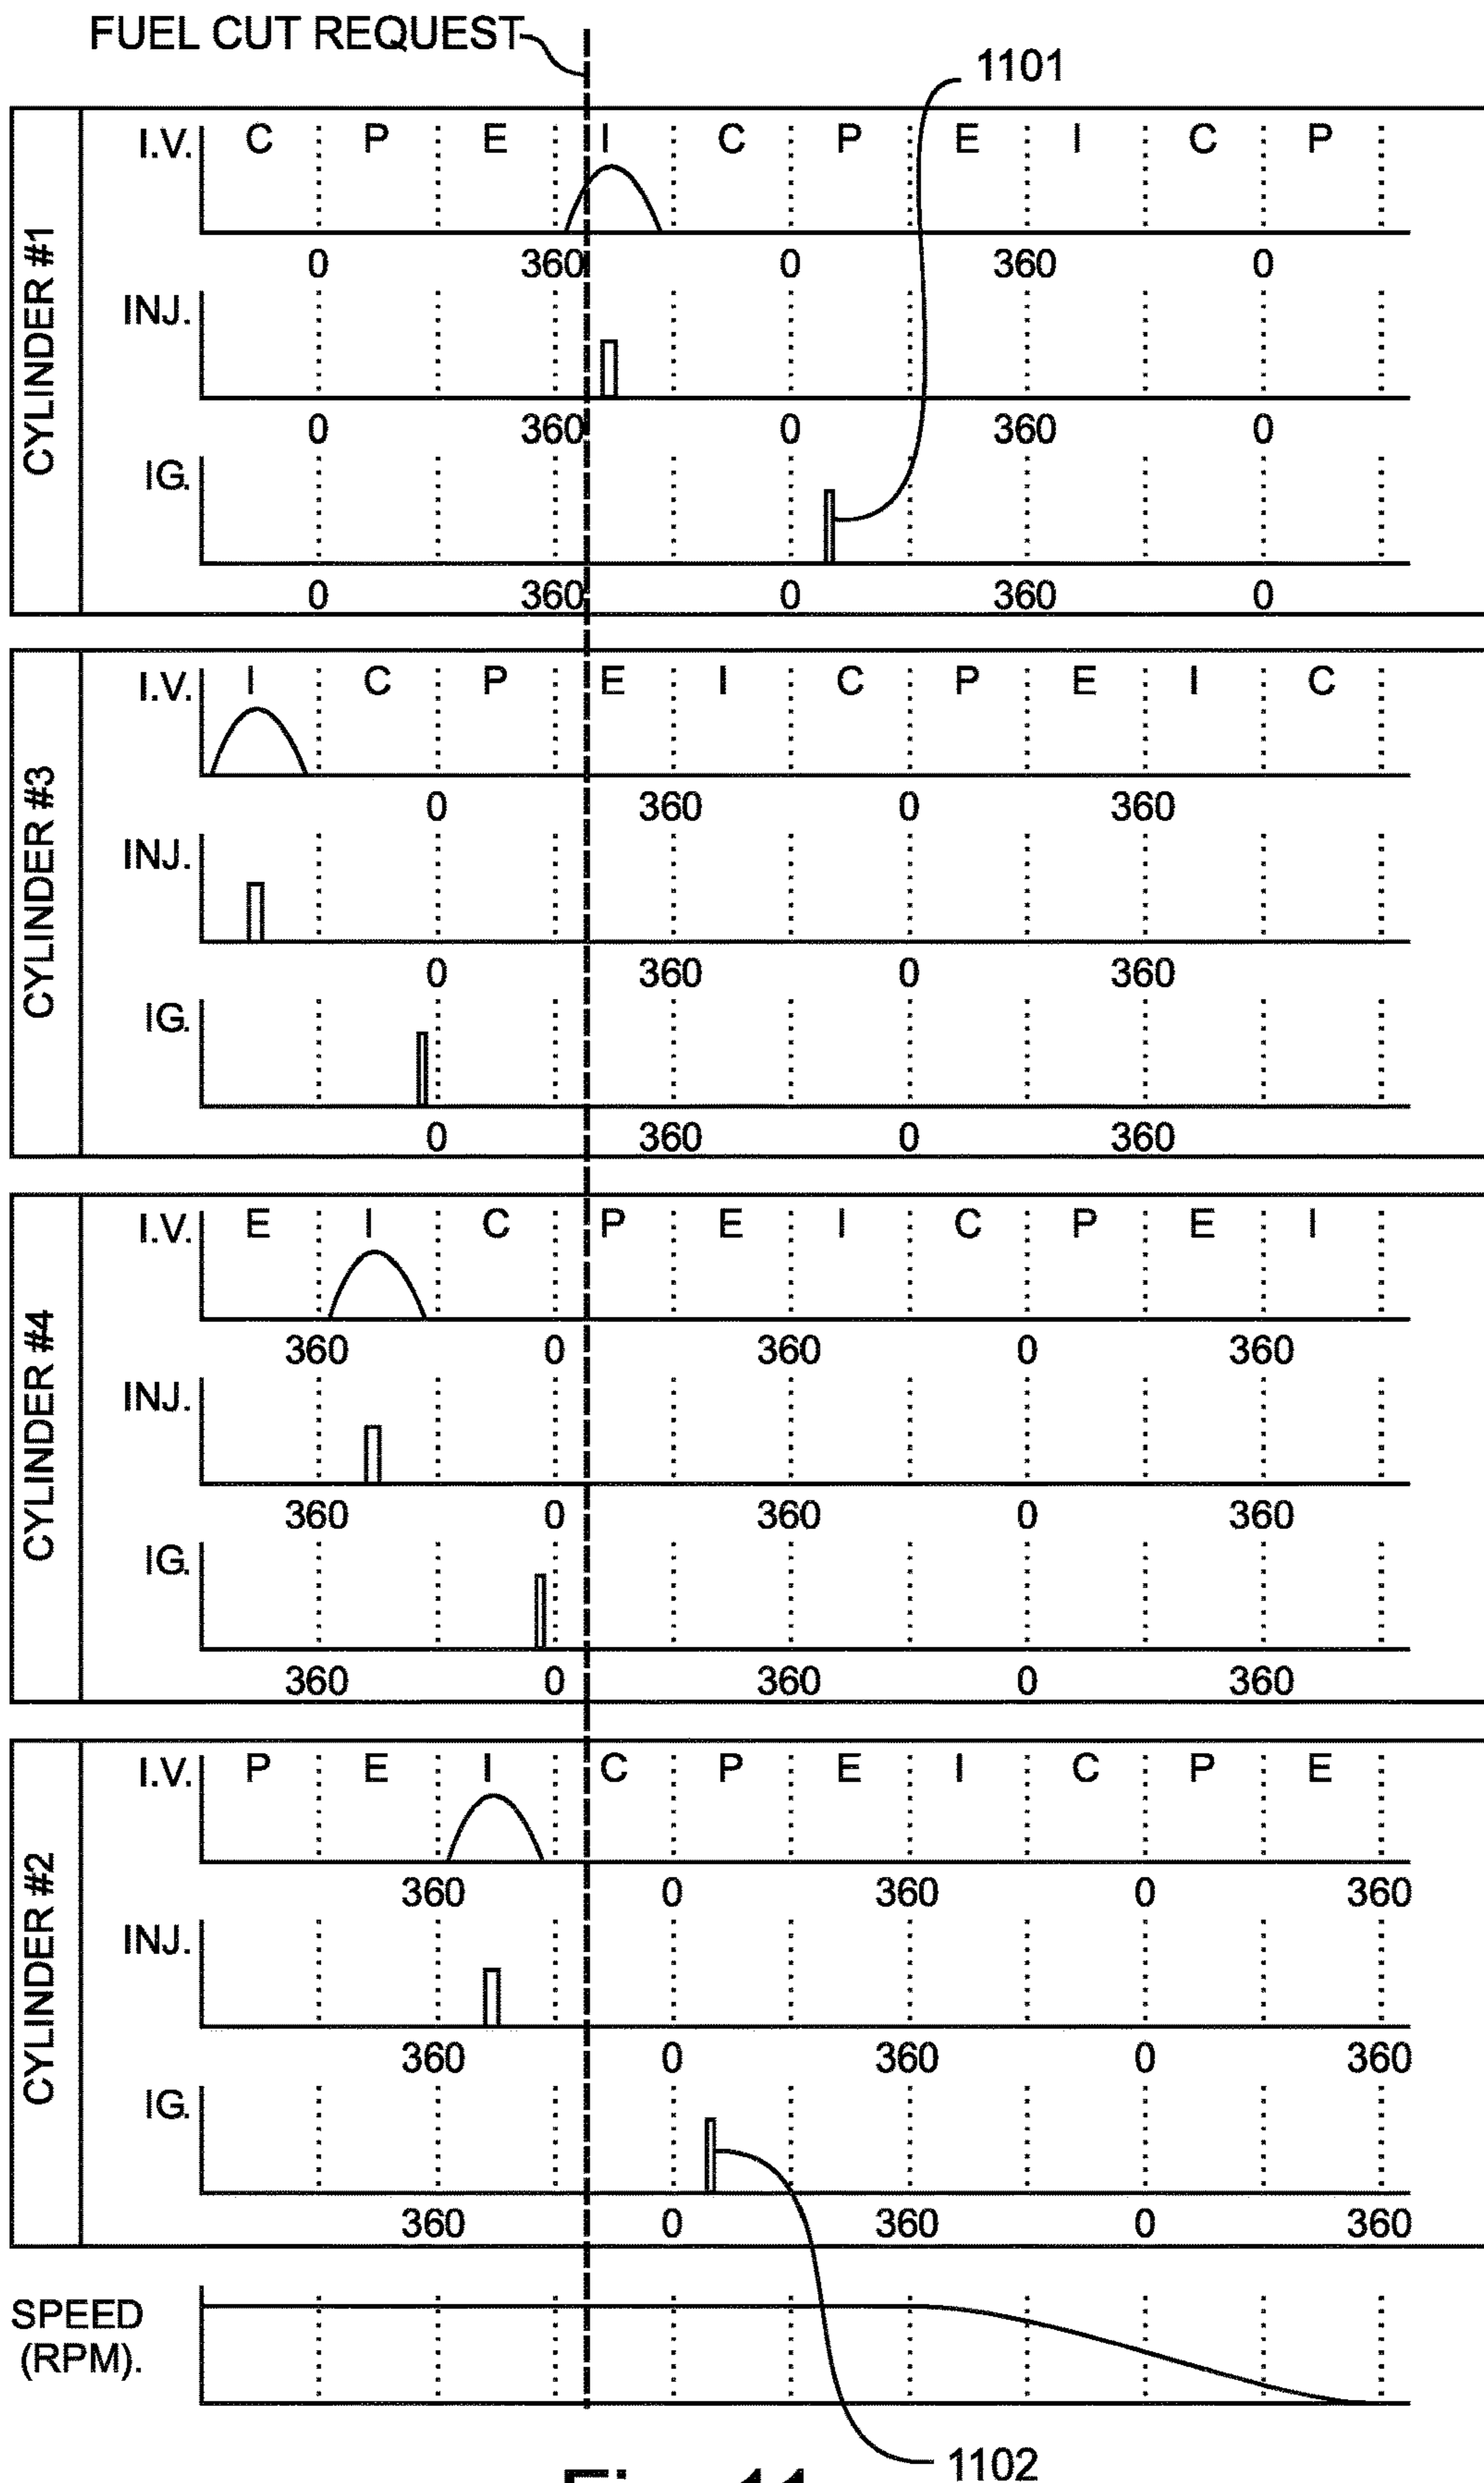 FUEL CUT REQUEST
1101
CYLINDER #1
I.V. C P E I C P E I C P
0 360 0 360 0
INJ.
0 360 0 360 0
IG.
0 360 0 360 0
CYLINDER #3
I.V. I C P E I C P E I C
0 360 0 360
INJ.
0 360 0 360
IG.
0 360 0 360
CYLINDER #4
I.V. E I C P E I C P E I
360 0 360 0 360
INJ.
360 0 360 0 360
IG.
360 0 360 0 360
CYLINDER #2
I.V. P E I C P E I C P E
360 0 360 0 360
INJ.
360 0 360 0 360
IG.
360 0 360 0 360
SPEED
(RPM).
1102